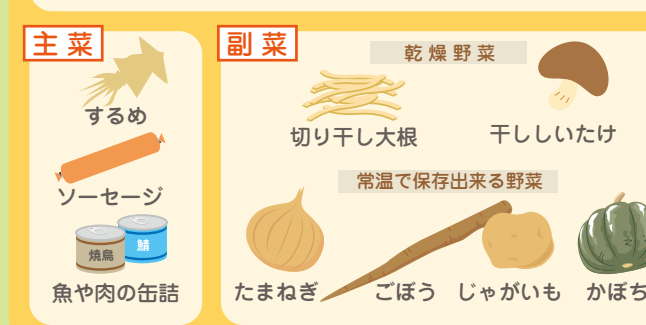 主菜
するめ
ソーセージ
焼鳥
鯖
魚や肉の缶詰
副菜
乾燥野菜
切り干し大根
干ししいたけ
常温で保存出来る野菜
たまねぎ
ごぼう
じゃがいも
かぼち